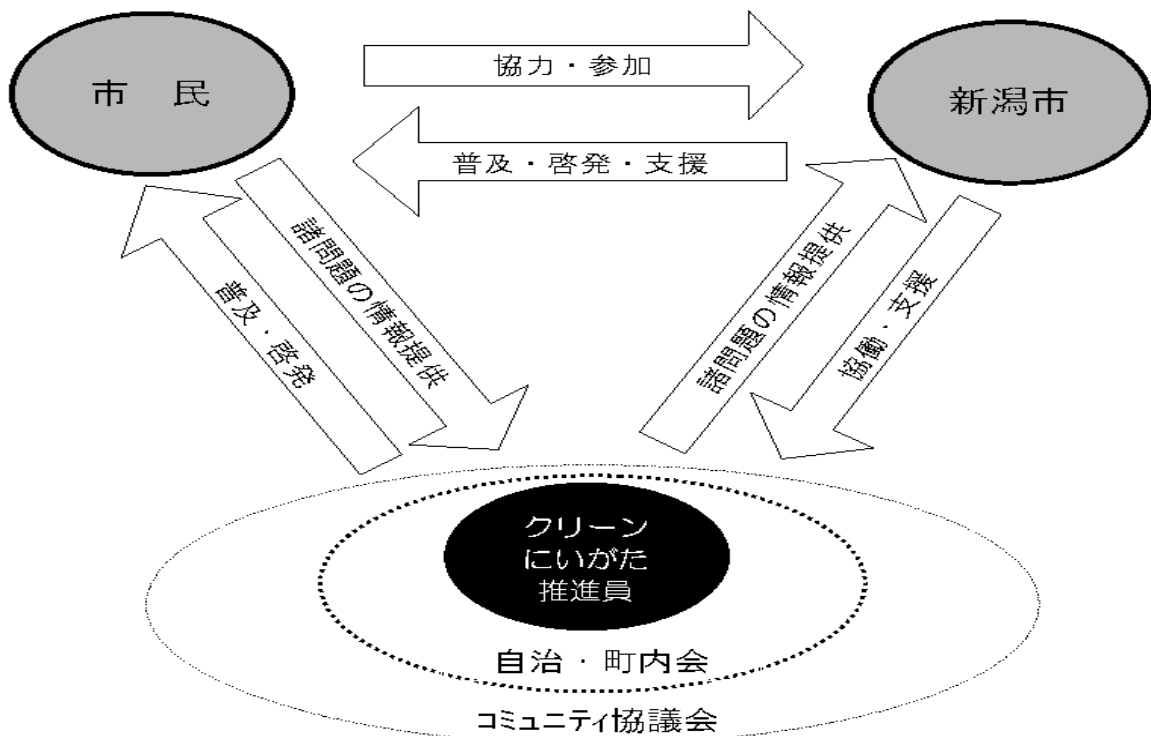 市　民
協力・参加
新潟市
普及・啓発・支援
諸問題の情報提供
普及・啓発
諸問題の情報提供
協働・支援
クリーン
にいがた
推進員
自治・町内会
コミュニティ協議会